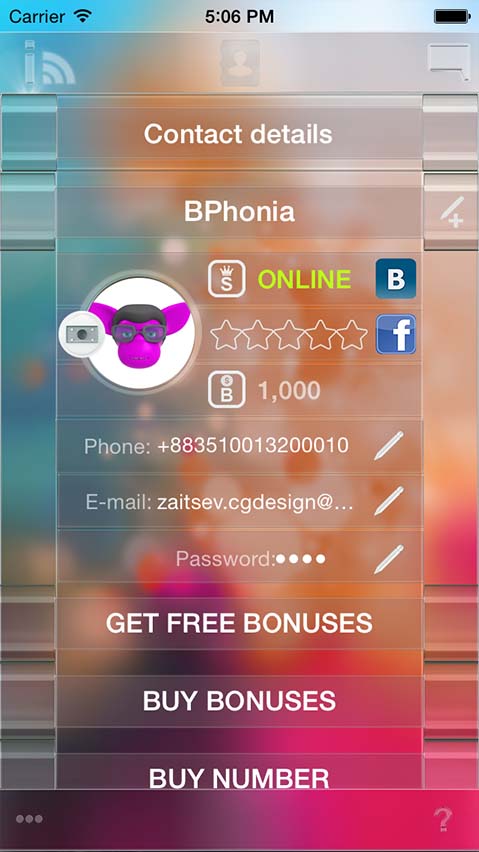 Carrier 5:06 PM
Contact details
BPhonia
S ONLINE B
f
S B 1,000
Phone: +883510013200010
E-mail: zaitsev.cgdesign@...
Password:●●●●
GET FREE BONUSES
BUY BONUSES
BUY NUMBER
... ?